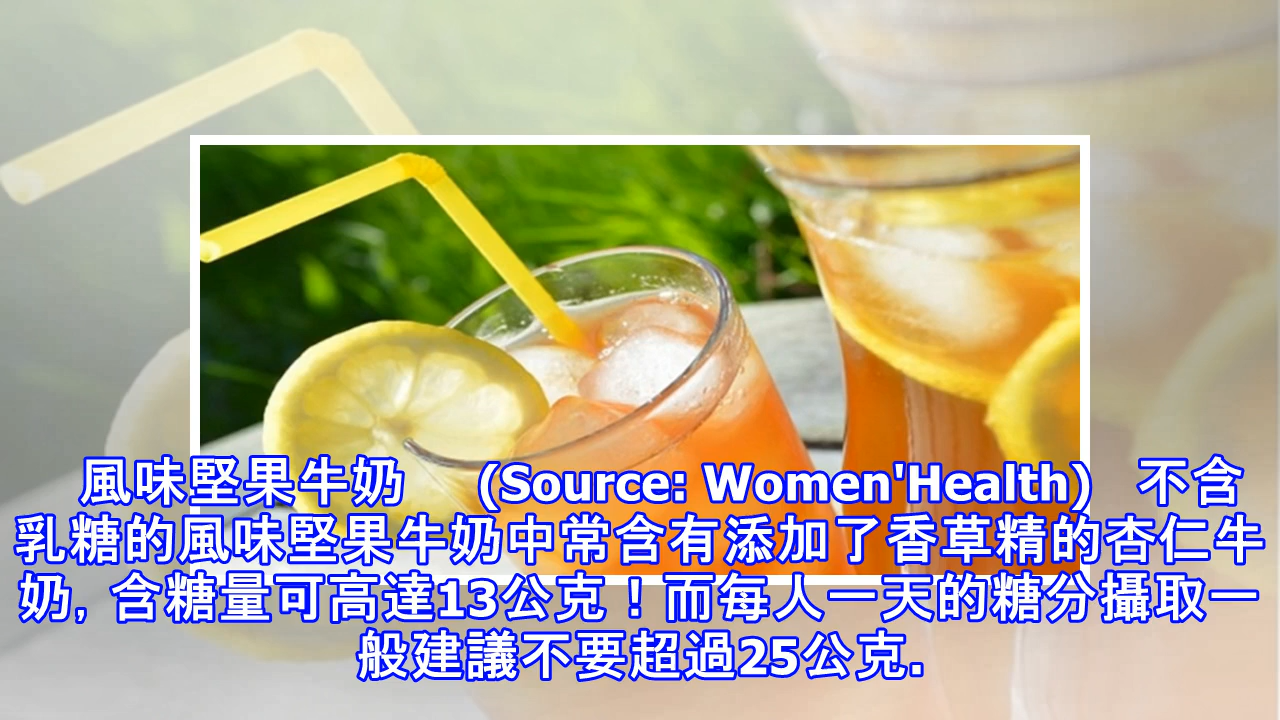 風味堅果牛奶 (Source: Women'Health) 不含
乳糖的風味堅果牛奶中常含有添加了香草精的杏仁牛
奶, 含糖量可高達13公克！而每人一天的糖分攝取一
般建議不要超過25公克.